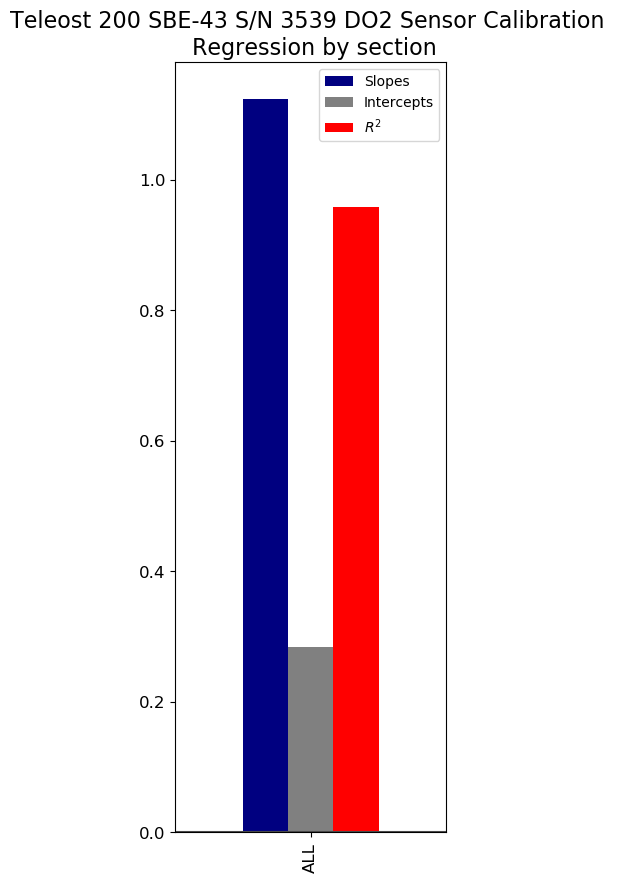 Teleost 200 SBE-43 S/N 3539 DO2 Sensor Calibration
Regression by section
Slopes
Intercepts
R²
1.0
0.8
0.6
0.4
0.2
0.0
ALL